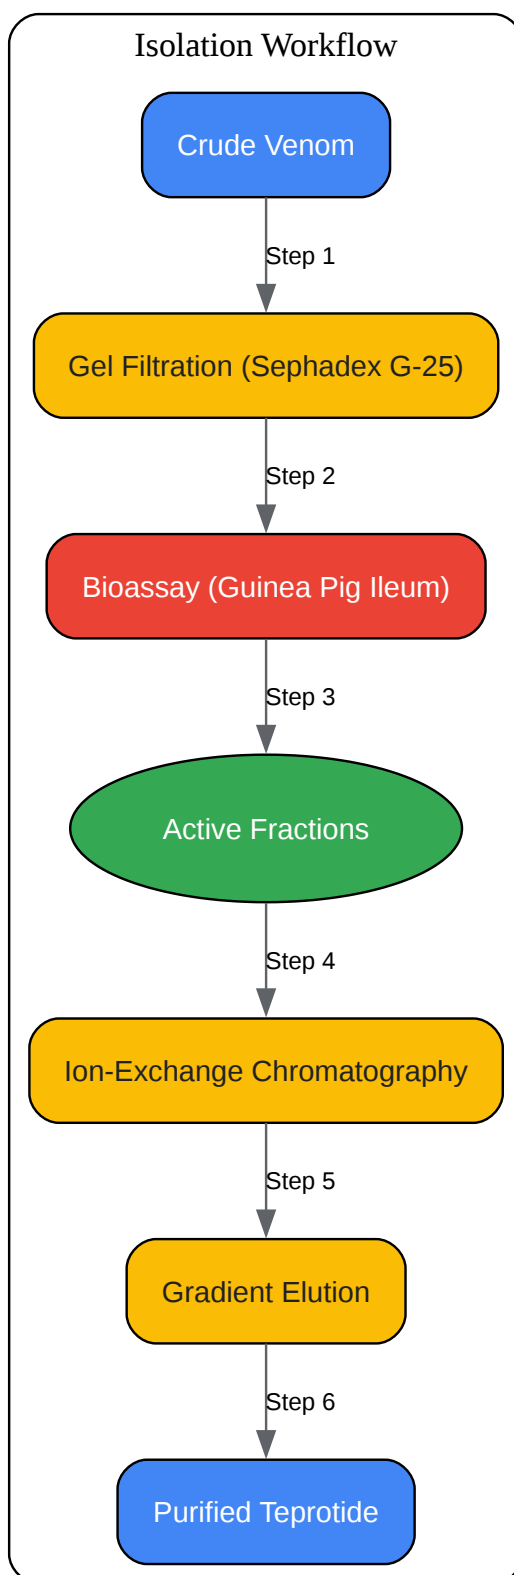 Isolation Workflow
Crude Venom
Step 1
Gel Filtration (Sephadex G-25)
Step 2
Bioassay (Guinea Pig Ileum)
Step 3
Active Fractions
Step 4
Ion-Exchange Chromatography
Step 5
Gradient Elution
Step 6
Purified Teprotide